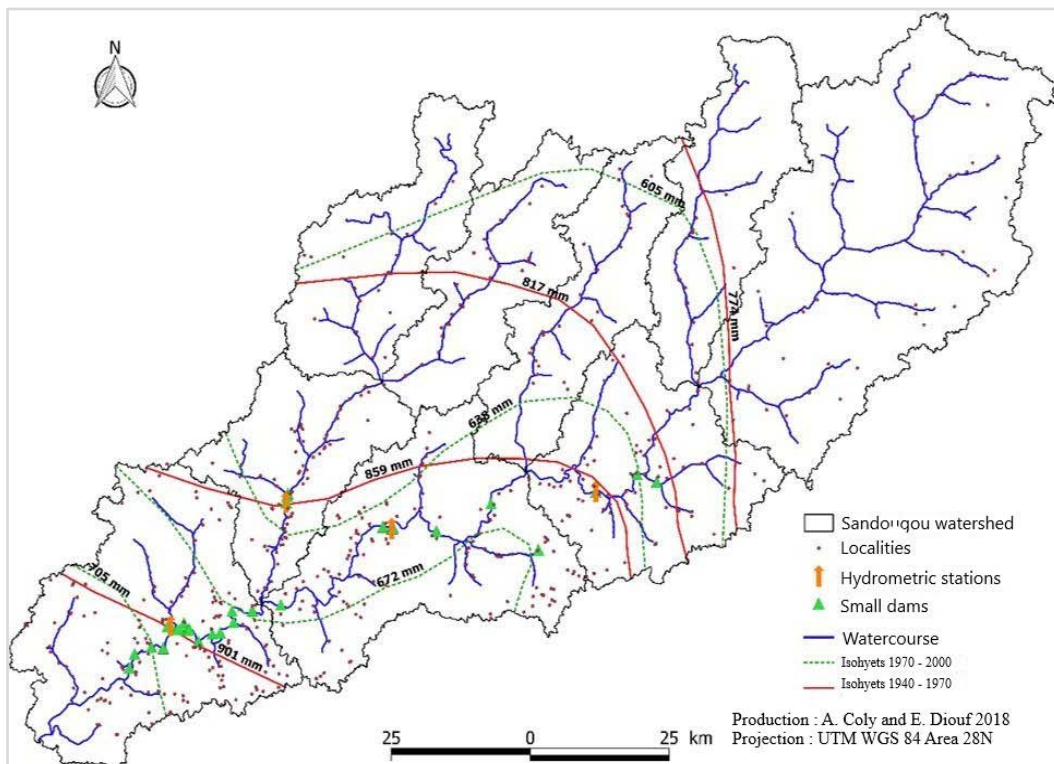 N
605 mm
817 mm
774 mm
638 mm
859 mm
672 mm
705 mm
901 mm
Sandougou watershed
Localities
Hydrometric stations
Small dams
Watercourse
Isohyets 1970 - 2000
Isohyets 1940 - 1970
Production : A. Coly and E. Diouf 2018
Projection : UTM WGS 84 Area 28N
25 0 25 km